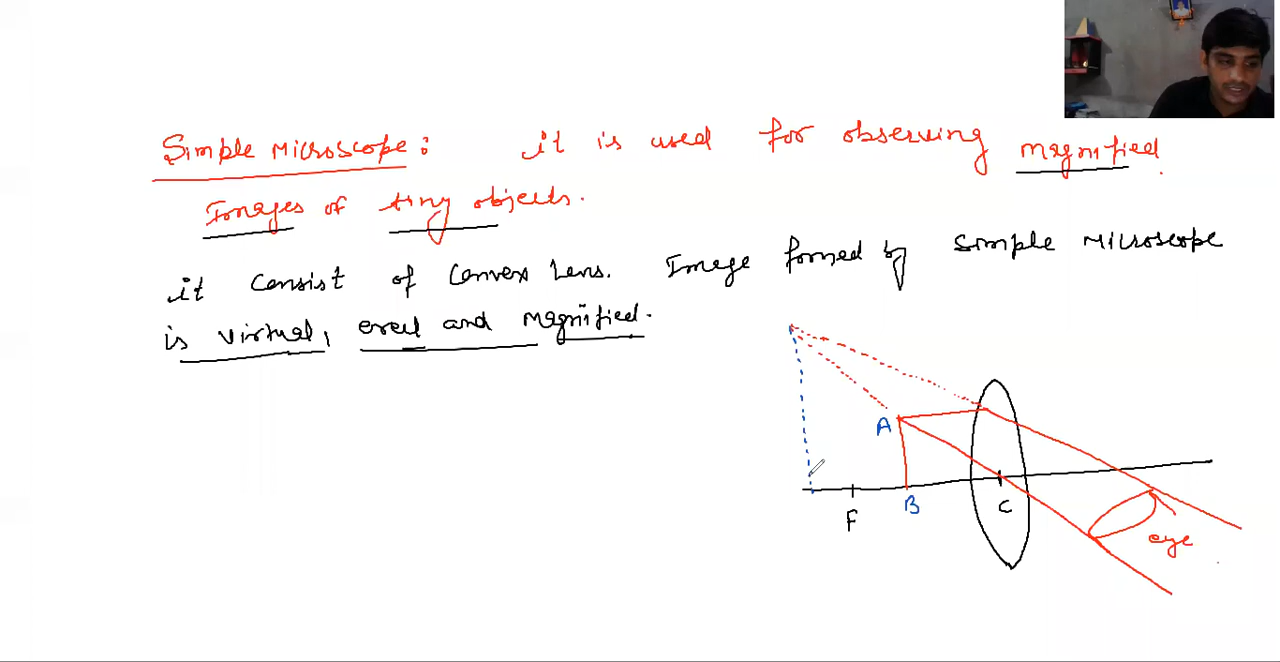 Simple Microscope: it is used for observing magnified
Images of tiny objects.
it consist of convex lens. Image formed by simple Microscope
is virtual, erect and magnified.
A
F
B
C
eye